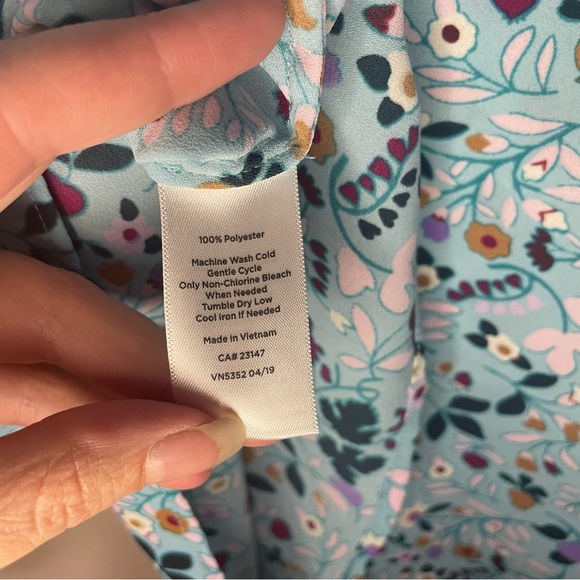 100% Polyester
Machine Wash Cold
Gentle Cycle
Only Non-Chlorine Bleach
When Needed
Tumble Dry Low
Cool Iron If Needed
Made in Vietnam
CA# 23147
VN5352 04/19